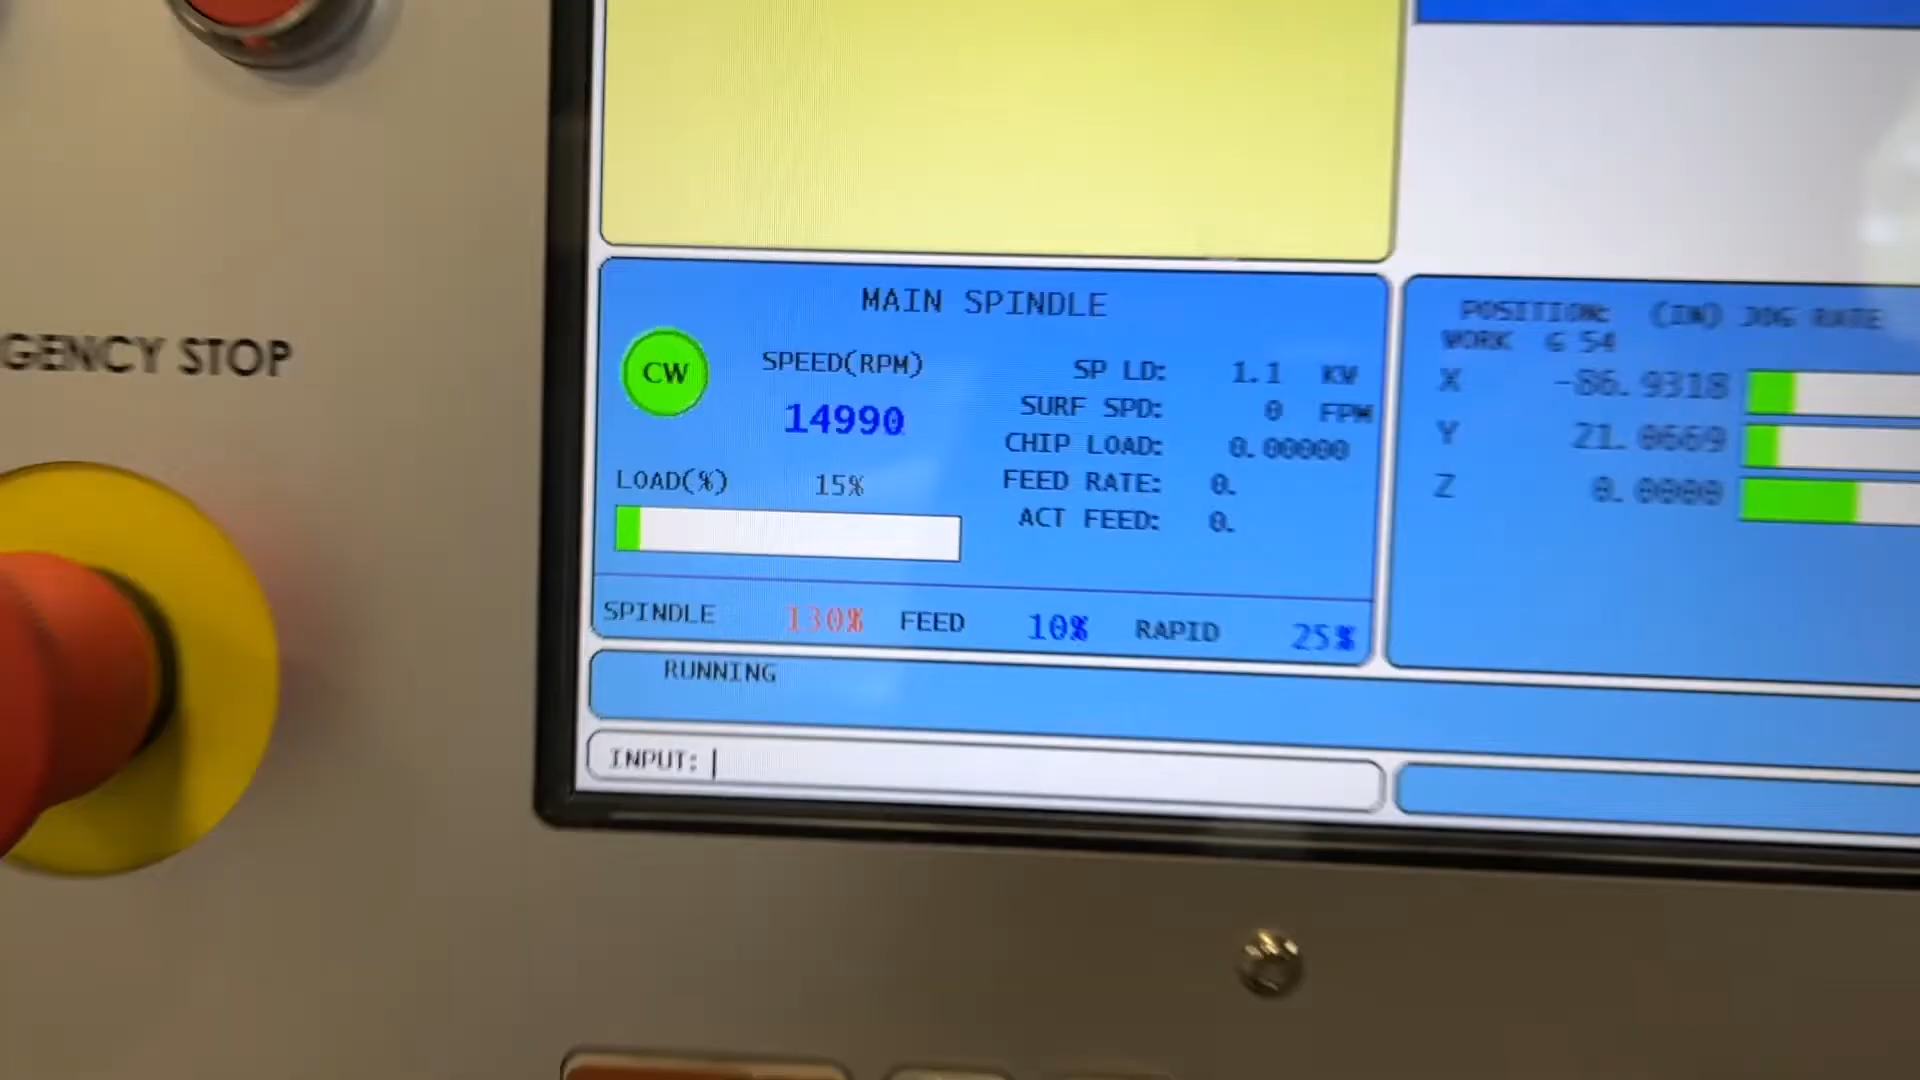 GENCY STOP
MAIN SPINDLE
CW
SPEED(RPM)
14990
LOAD(%) 15%
SP LD: 1.1 KW
SURF SPD: 0 FPM
CHIP LOAD: 0.00000
FEED RATE: 0.
ACT FEED: 0.
SPINDLE 130% FEED 10% RAPID 25%
POSITION: (IN) JOG RATE
WORK G 54
X -86.9318
Y 21.0669
Z 0.0000
RUNNING
INPUT: